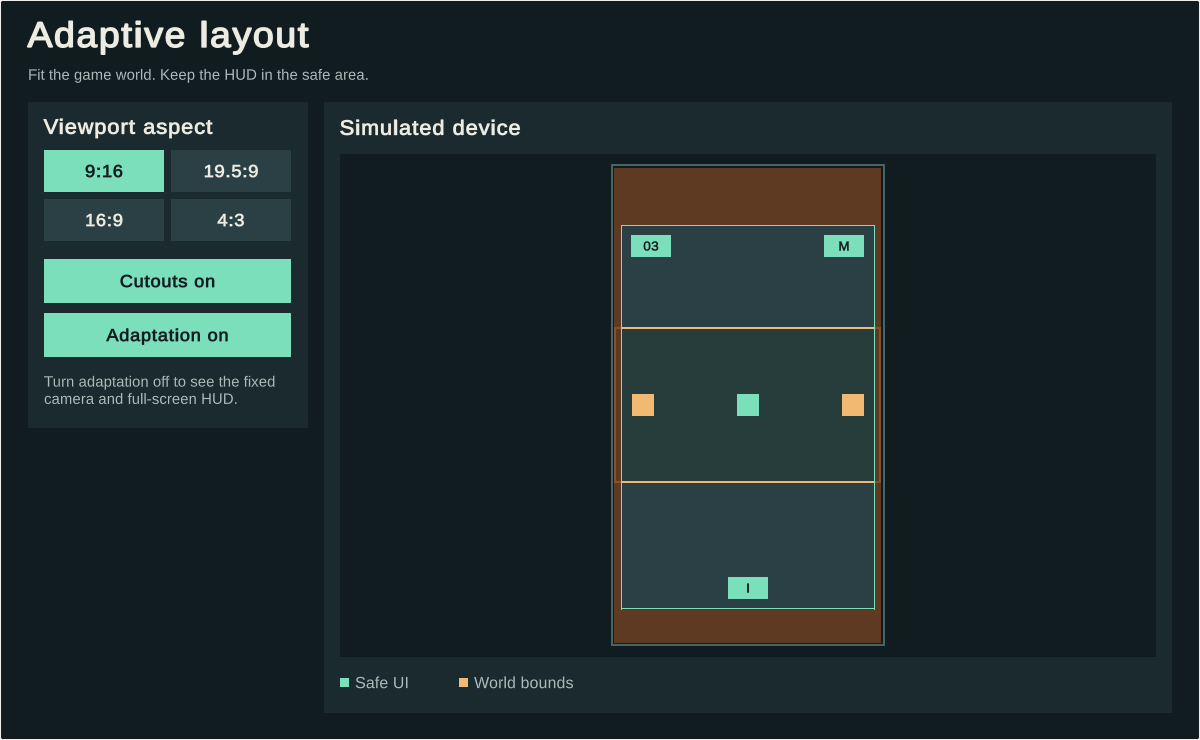 Adaptive layout
Fit the game world. Keep the HUD in the safe area.
Viewport aspect
9:16
19.5:9
16:9
4:3
Cutouts on
Adaptation on
Turn adaptation off to see the fixed
camera and full-screen HUD.
Simulated device
03
M
I
Safe UI
World bounds